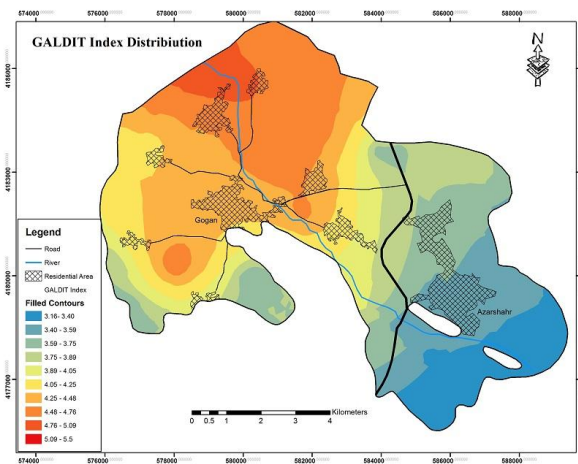 574000 576000 578000 580000 582000 584000 586000 588000
GALDIT Index Distribiution
N
4186000
4183000
4180000
4177000
Gogan
Azarshahr
Legend
Road
River
Residential Area
GALDIT Index
Filled Contours
3.16- 3.40
3.40 - 3.59
3.59 - 3.75
3.75 - 3.89
3.89 - 4.05
4.05 - 4.25
4.25 - 4.48
4.48 - 4.76
4.76 - 5.09
5.09 - 5.5
Kilometers
0 0.5 1 2 3 4
574000 576000 578000 580000 582000 584000 586000 588000